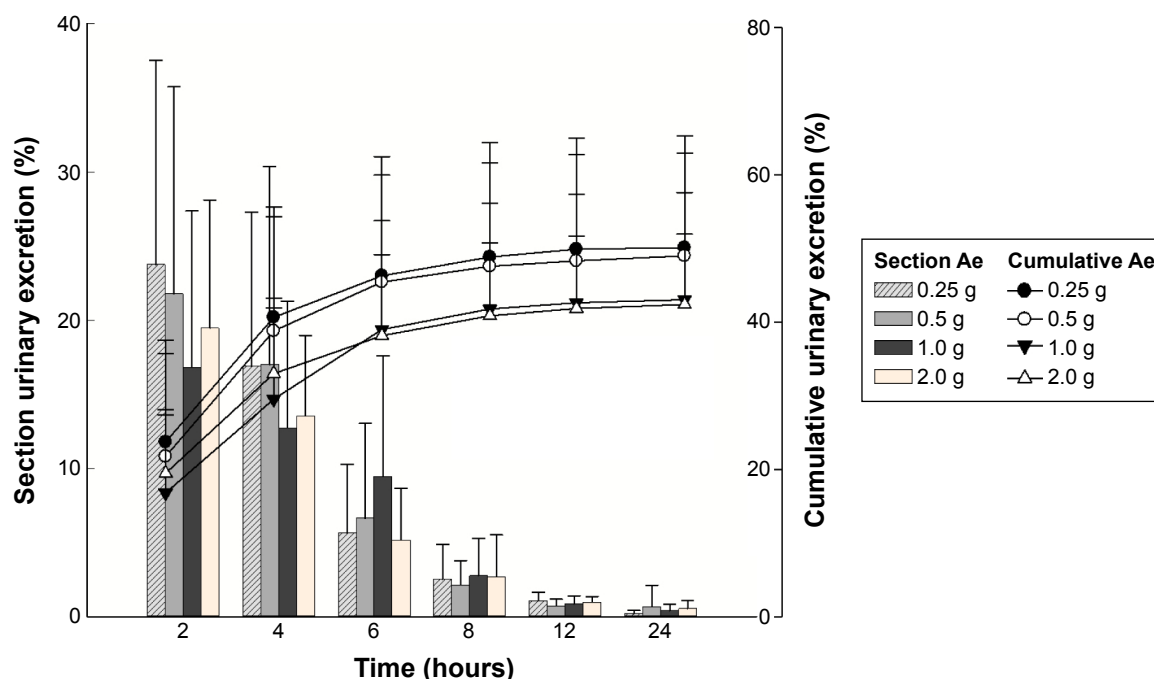 40
30
20
10
0
Section urinary excretion (%)
2 4 6 8 12 24
Time (hours)
80
60
40
20
0
Cumulative urinary excretion (%)
Section Ae Cumulative Ae
0.25 g 0.25 g
0.5 g 0.5 g
1.0 g 1.0 g
2.0 g 2.0 g